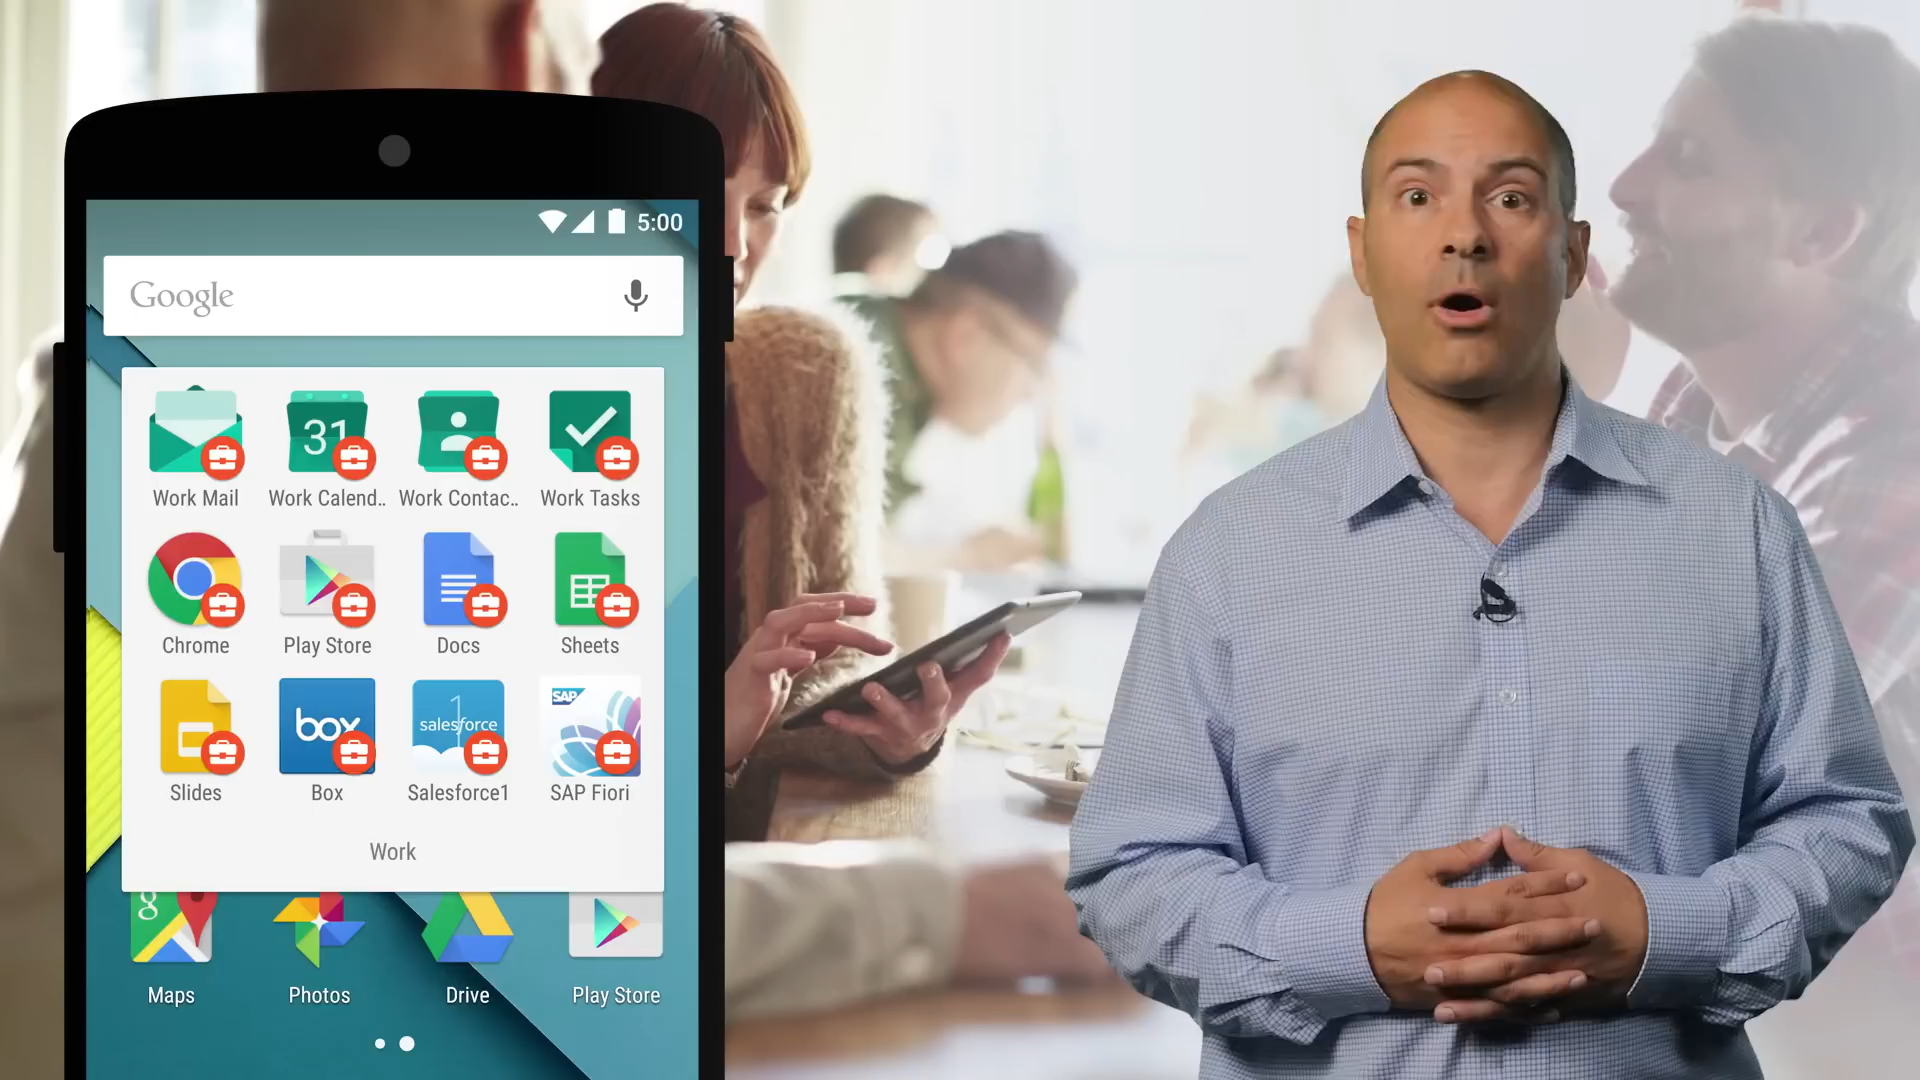 5:00
Google
31
Work Mail Work Calend.. Work Contac.. Work Tasks
Chrome Play Store Docs Sheets
box salesforce 1 SAP
Slides Box Salesforce1 SAP Fiori
Work
g
Maps Photos Drive Play Store